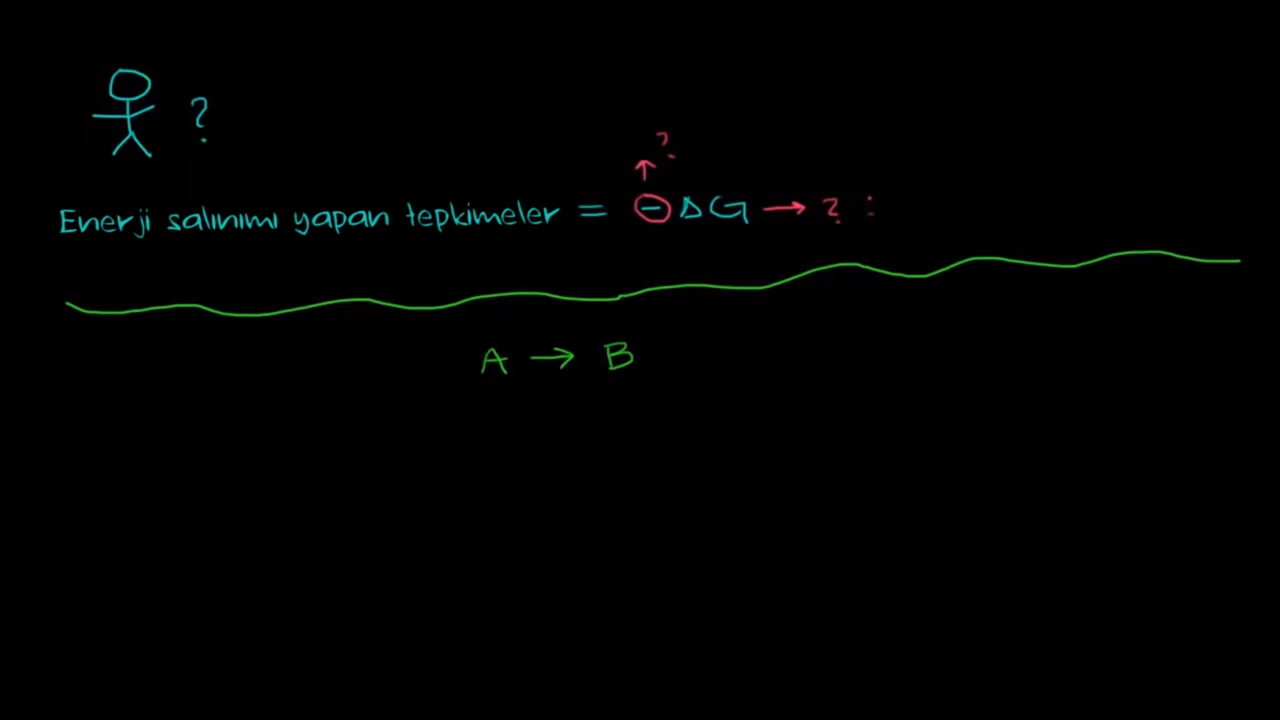 ?
?
Enerji salınımı yapan tepkimeler = -ΔG → ? :
A → B